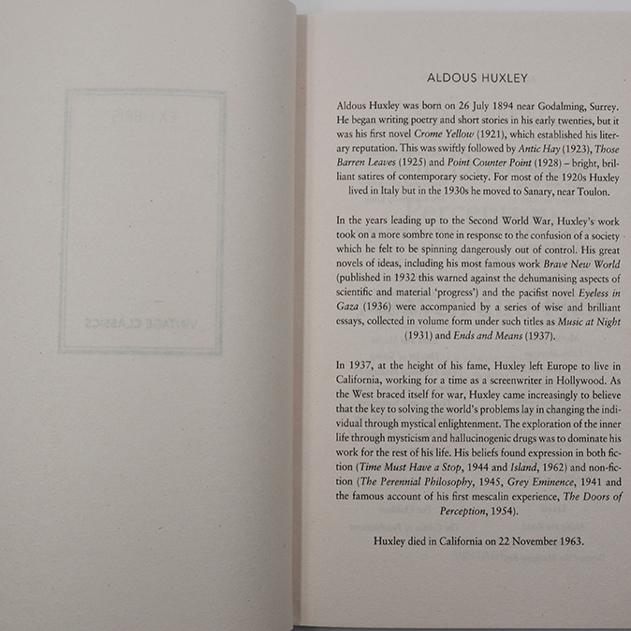 EX LIBRIS
VINTAGE CLASSICS
ALDOUS HUXLEY
Aldous Huxley was born on 26 July 1894 near Godalming, Surrey.
He began writing poetry and short stories in his early twenties, but it
was his first novel Crome Yellow (1921), which established his liter-
ary reputation. This was swiftly followed by Antic Hay (1923), Those
Barren Leaves (1925) and Point Counter Point (1928) – bright, bril-
liant satires of contemporary society. For most of the 1920s Huxley
lived in Italy but in the 1930s he moved to Sanary, near Toulon.
In the years leading up to the Second World War, Huxley's work
took on a more sombre tone in response to the confusion of a society
which he felt to be spinning dangerously out of control. His great
novels of ideas, including his most famous work Brave New World
(published in 1932 this warned against the dehumanising aspects of
scientific and material 'progress') and the pacifist novel Eyeless in
Gaza (1936) were accompanied by a series of wise and brilliant
essays, collected in volume form under such titles as Music at Night
(1931) and Ends and Means (1937).
In 1937, at the height of his fame, Huxley left Europe to live in
California, working for a time as a screenwriter in Hollywood. As
the West braced itself for war, Huxley came increasingly to believe
that the key to solving the world's problems lay in changing the indi-
vidual through mystical enlightenment. The exploration of the inner
life through mysticism and hallucinogenic drugs was to dominate his
work for the rest of his life. His beliefs found expression in both fic-
tion (Time Must Have a Stop, 1944 and Island, 1962) and non-fic-
tion (The Perennial Philosophy, 1945, Grey Eminence, 1941 and
the famous account of his first mescalin experience, The Doors of
Perception, 1954).
Huxley died in California on 22 November 1963.